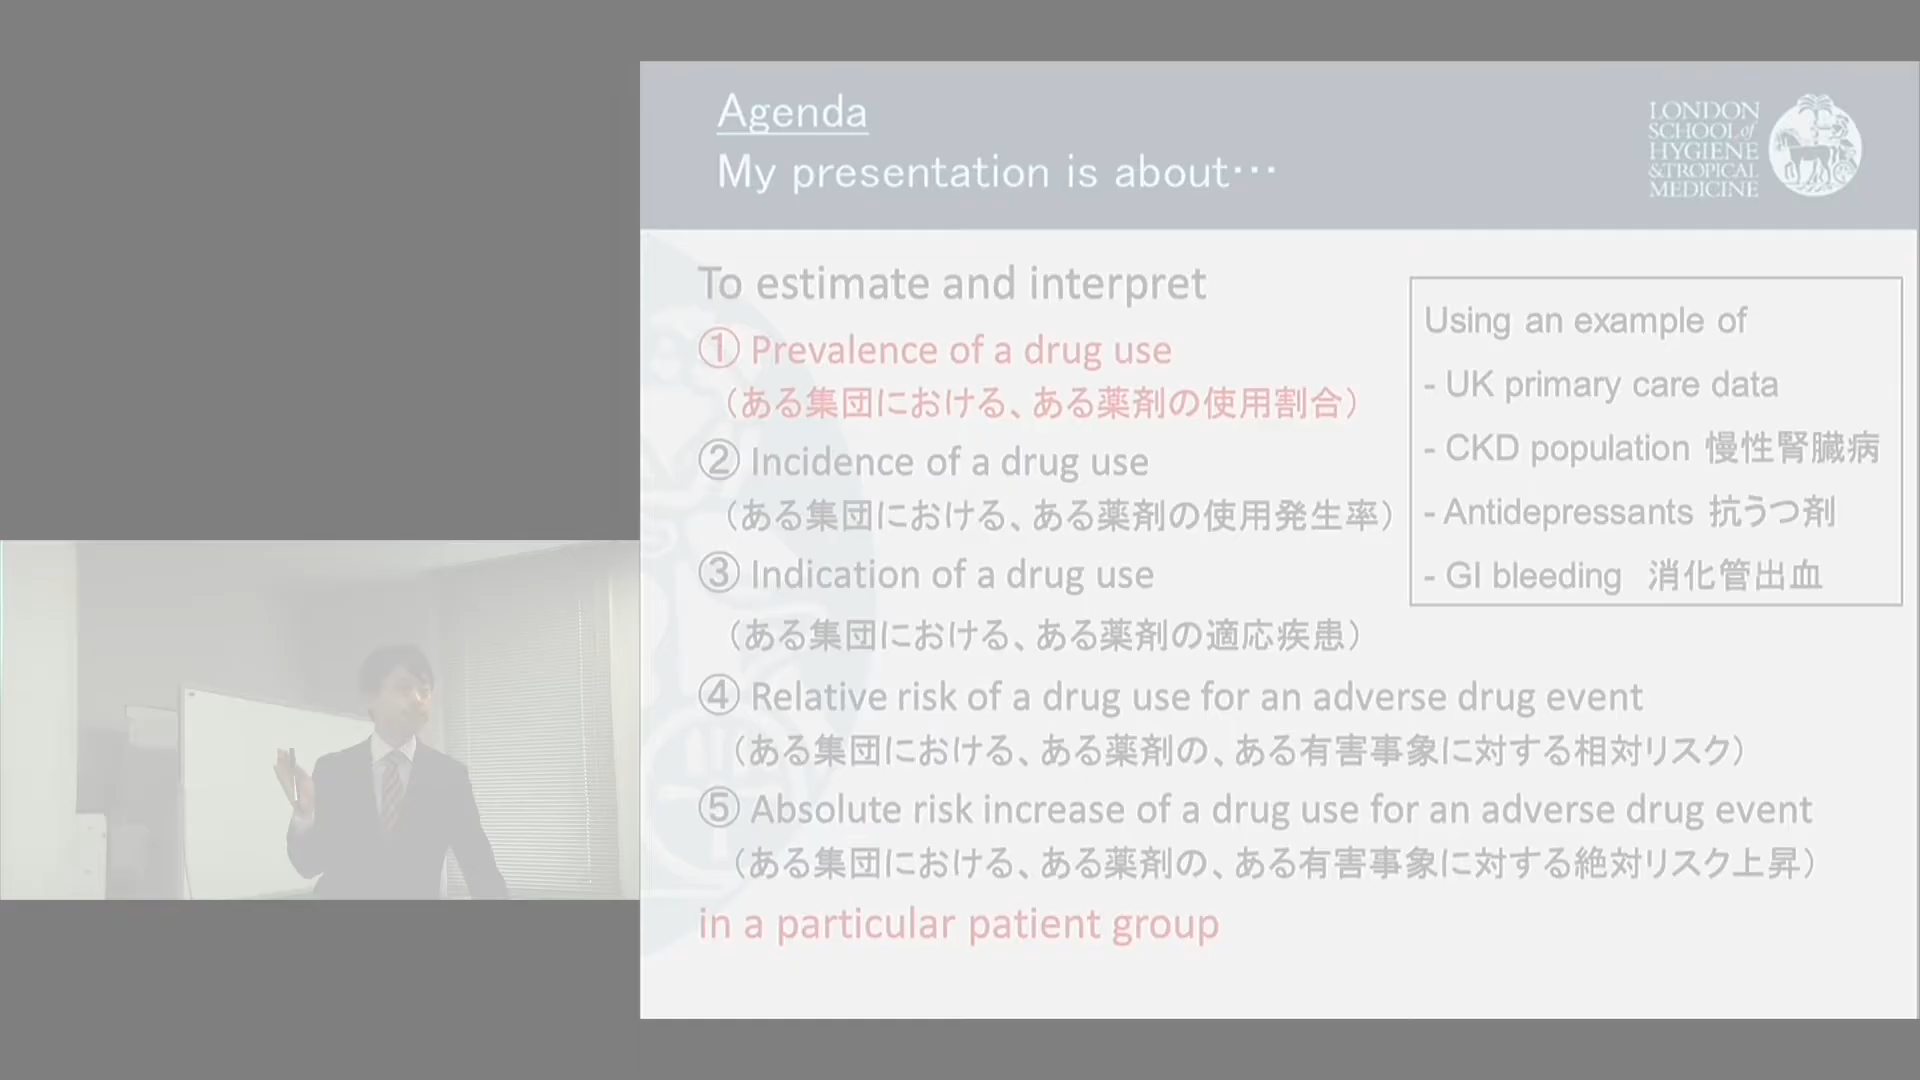 Agenda
My presentation is about…
LONDON
SCHOOL of
HYGIENE
& TROPICAL
MEDICINE
To estimate and interpret
① Prevalence of a drug use
（ある集団における、ある薬剤の使用割合）
② Incidence of a drug use
（ある集団における、ある薬剤の使用発生率）
③ Indication of a drug use
（ある集団における、ある薬剤の適応疾患）
④ Relative risk of a drug use for an adverse drug event
（ある集団における、ある薬剤の、ある有害事象に対する相対リスク）
⑤ Absolute risk increase of a drug use for an adverse drug event
（ある集団における、ある薬剤の、ある有害事象に対する絶対リスク上昇）
in a particular patient group
Using an example of
- UK primary care data
- CKD population 慢性腎臓病
- Antidepressants 抗うつ剤
- GI bleeding 消化管出血